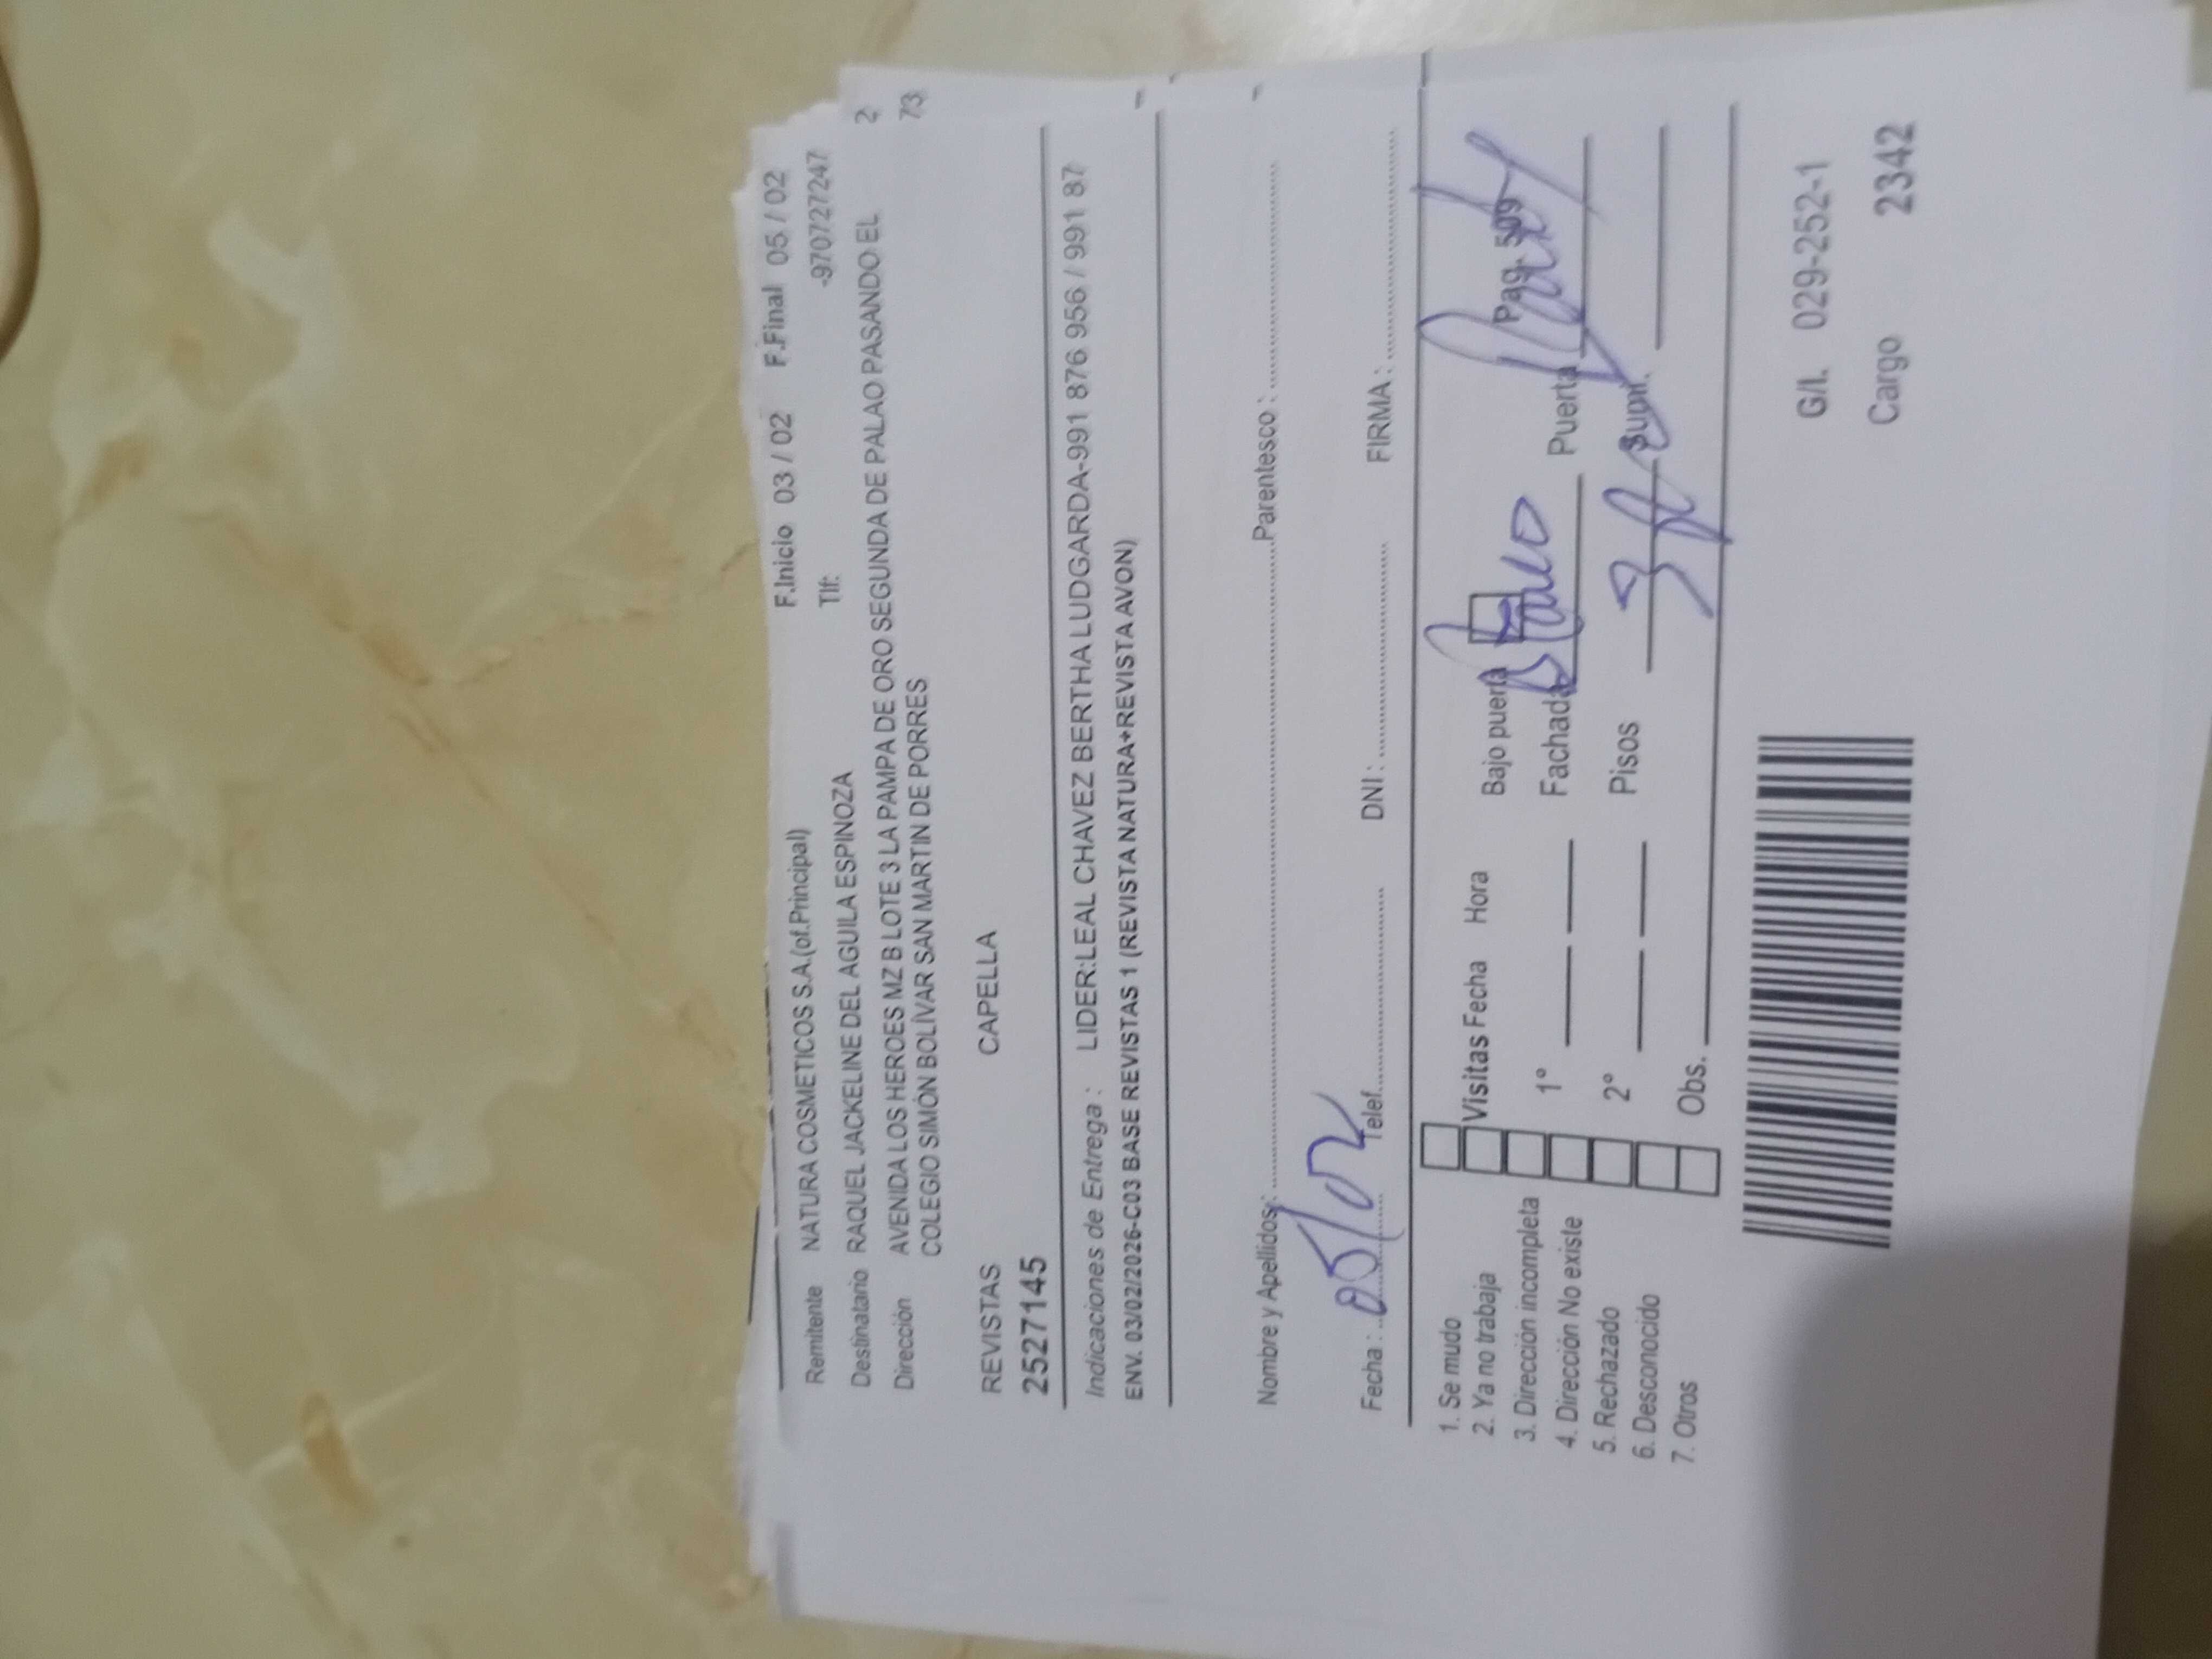 F.Inicio 03 / 02 F.Final 05 / 02
Remitente NATURA COSMETICOS S.A.(of.Principal) Tlf: -970727247
Destinatario RAQUEL JACKELINE DEL AGUILA ESPINOZA 2
Dirección AVENIDA LOS HEROES MZ B LOTE 3 LA PAMPA DE ORO SEGUNDA DE PALAO PASANDO EL 73
COLEGIO SIMÓN BOLÍVAR SAN MARTIN DE PORRES
REVISTAS CAPELLA
2527145
Indicaciones de Entrega : LIDER:LEAL CHAVEZ BERTHA LUDGARDA-991 876 956 / 991 87
ENV. 03/02/2026-C03 BASE REVISTAS 1 (REVISTA NATURA+REVISTA AVON)
Nombre y Apellidos: Parentesco :
Fecha : 05/02 Telef. DNI : FIRMA :
1. Se mudo
2. Ya no trabaja
3. Dirección incompleta
4. Dirección No existe
5. Rechazado
6. Desconocido
7. Otros
Visitas Fecha Hora
1°
2°
Obs.
Bajo puerta Pag. 509
Fachada Puerta
Pisos 3 Sumi.
G/I. 029-252-1
Cargo 2342